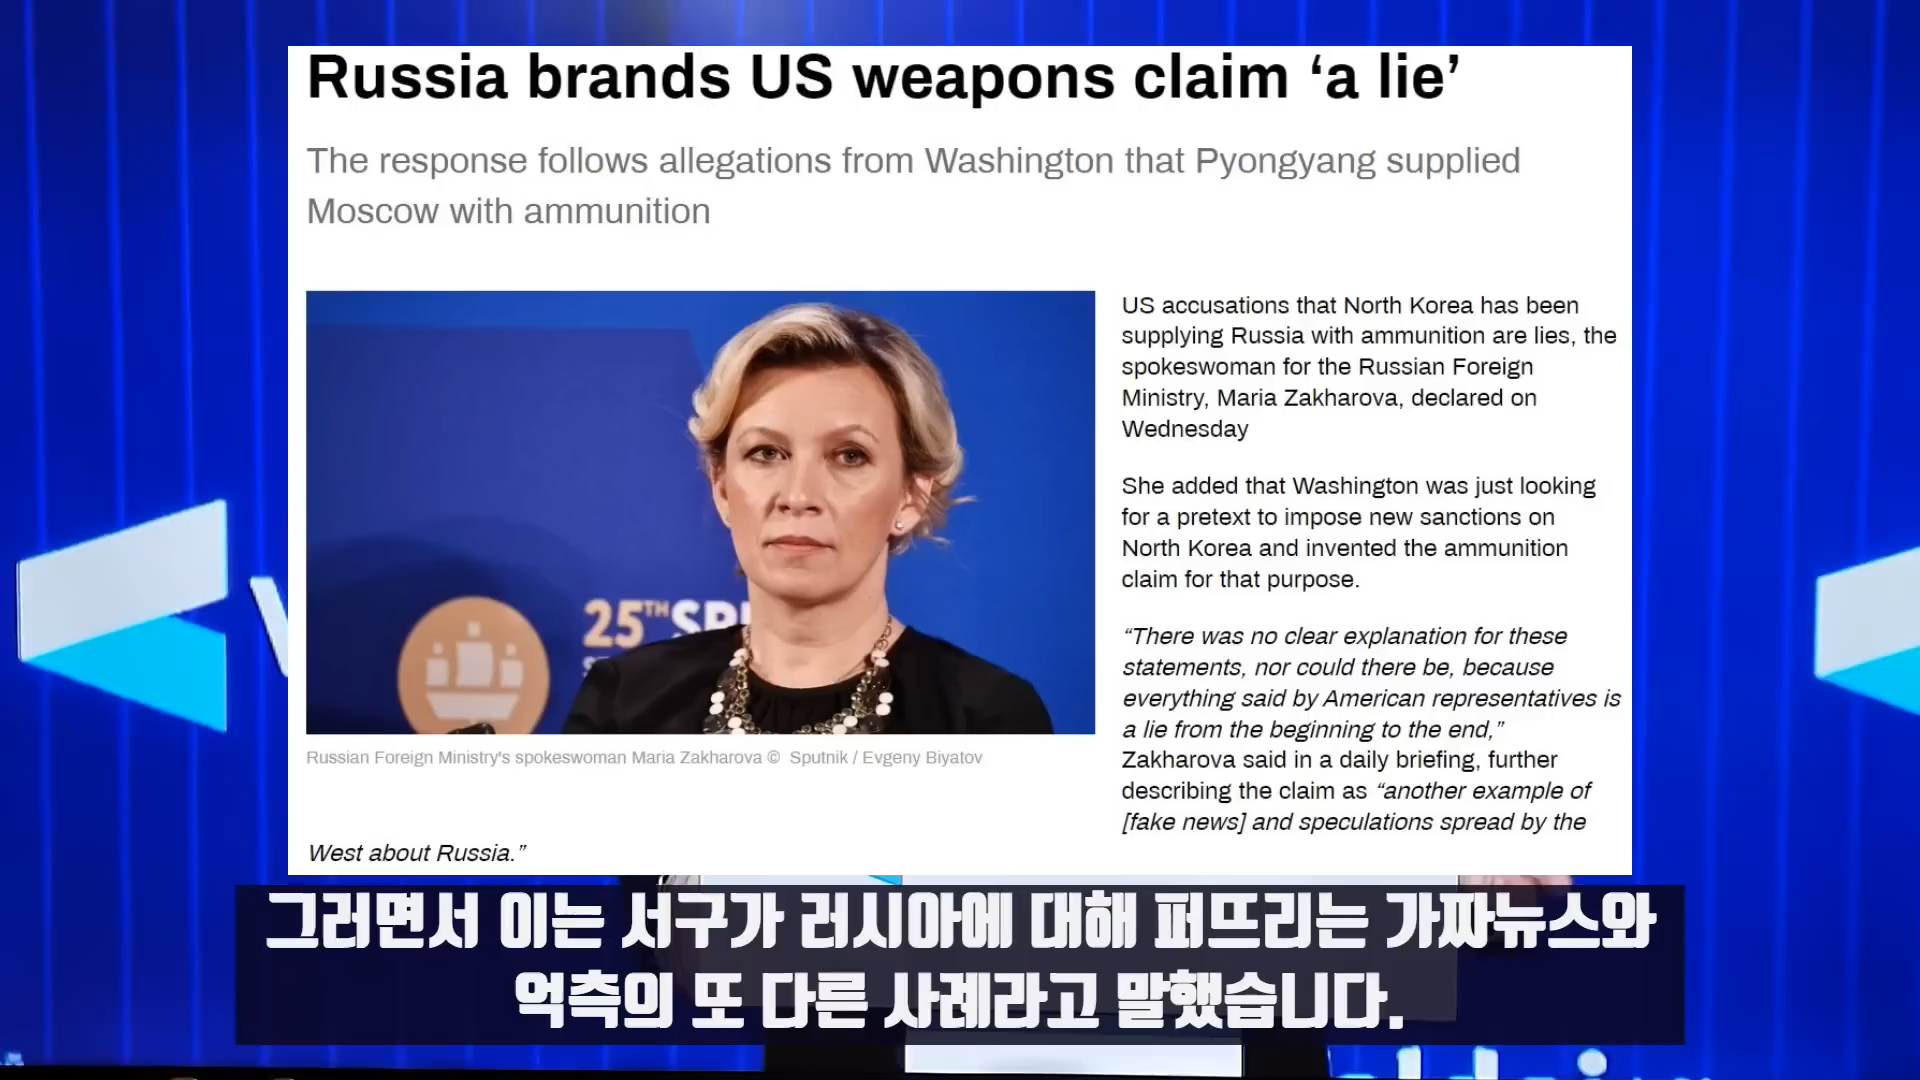 Russia brands US weapons claim ‘a lie’
The response follows allegations from Washington that Pyongyang supplied
Moscow with ammunition
25TH SPI
Russian Foreign Ministry's spokeswoman Maria Zakharova © Sputnik / Evgeny Biyatov
US accusations that North Korea has been
supplying Russia with ammunition are lies, the
spokeswoman for the Russian Foreign
Ministry, Maria Zakharova, declared on
Wednesday
She added that Washington was just looking
for a pretext to impose new sanctions on
North Korea and invented the ammunition
claim for that purpose.
“There was no clear explanation for these
statements, nor could there be, because
everything said by American representatives is
a lie from the beginning to the end,”
Zakharova said in a daily briefing, further
describing the claim as “another example of
[fake news] and speculations spread by the
West about Russia.”
그러면서 이는 서구가 러시아에 대해 퍼뜨리는 가짜뉴스와
억측의 또 다른 사례라고 말했습니다.